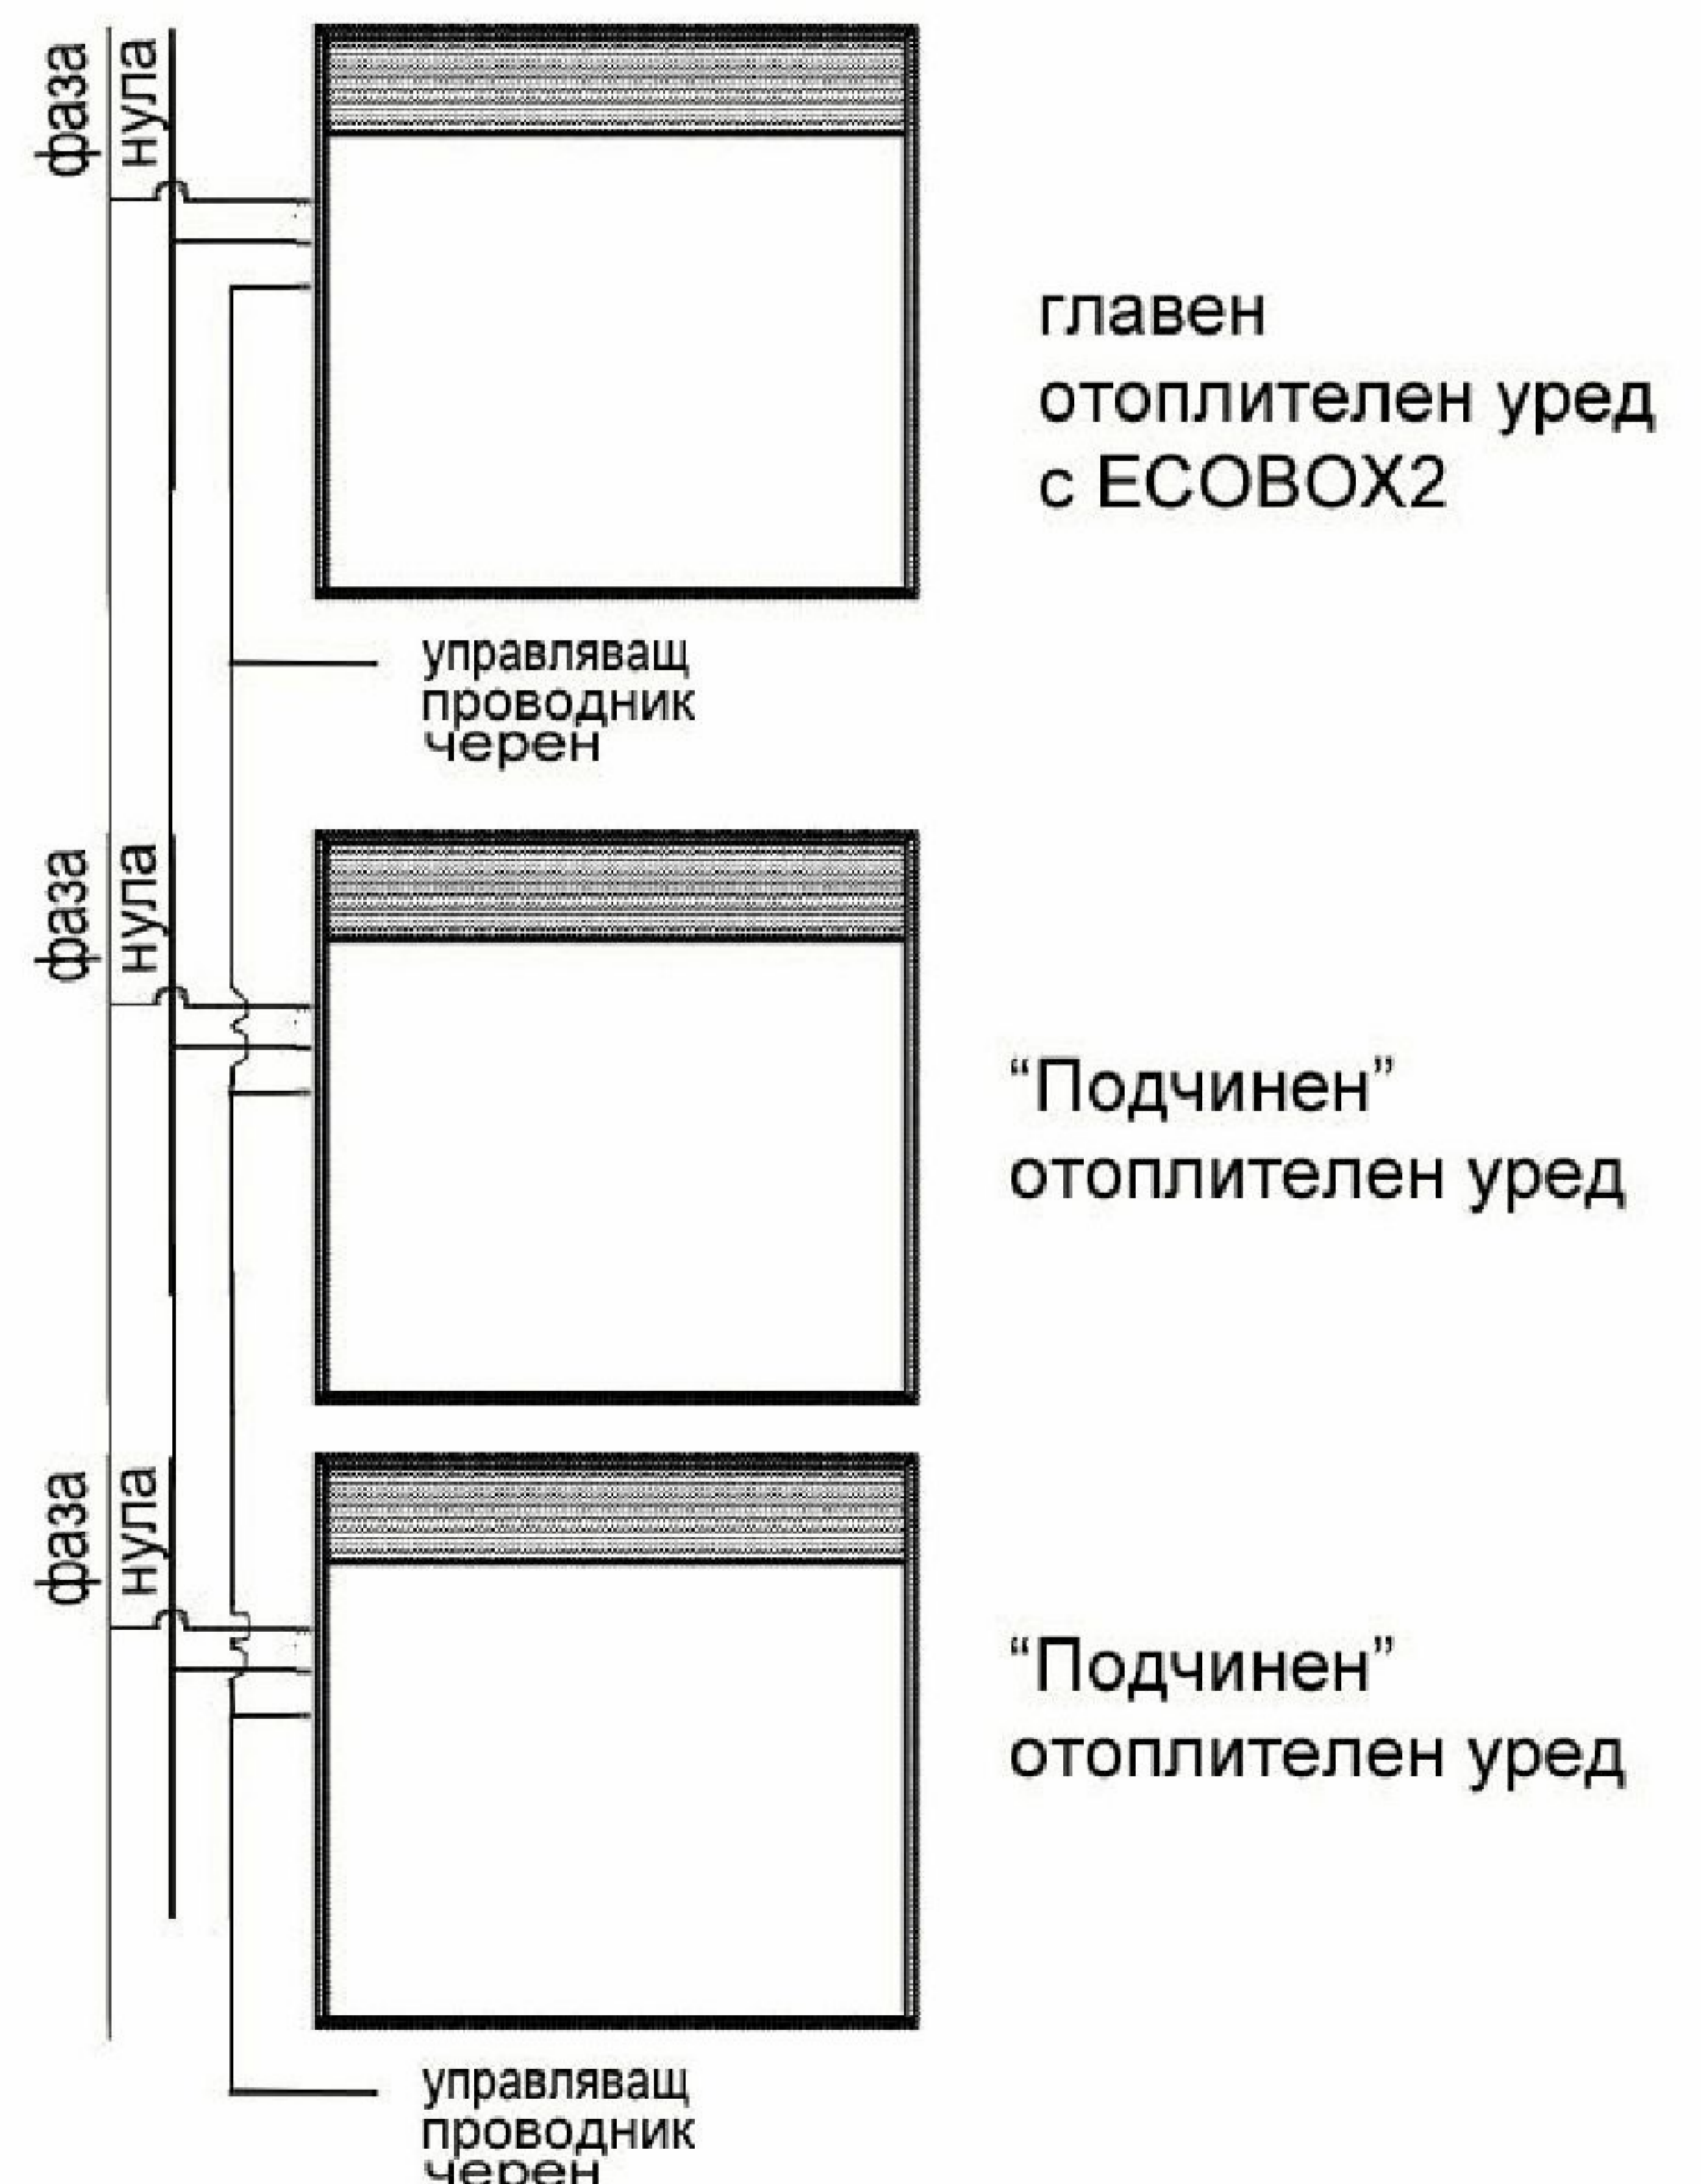 фаза
нула
главен
отоплителен уред
с ECOBOX2
управляващ
проводник
черен
фаза
нула
“Подчинен”
отоплителен уред
фаза
нула
“Подчинен”
отоплителен уред
управляващ
проводник
черен